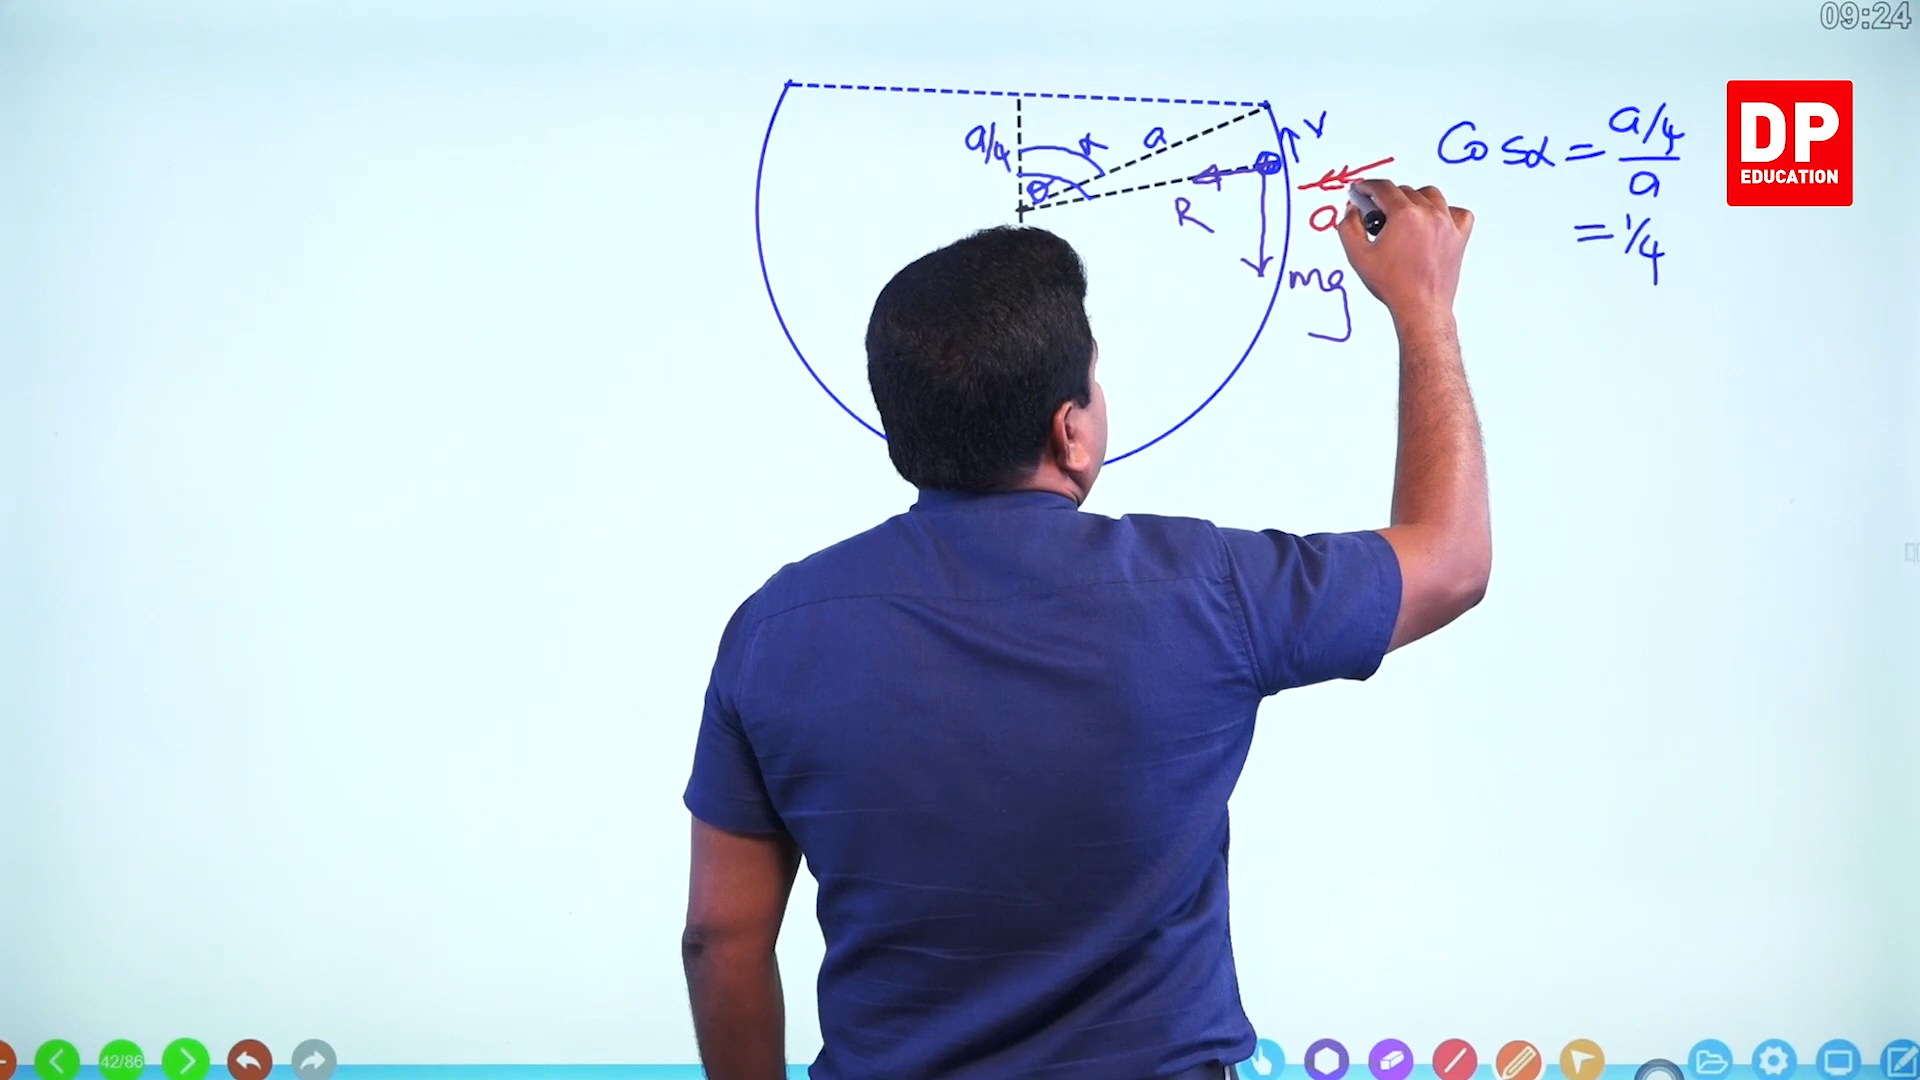 09:24
DP
EDUCATION
a/4
α
a
θ
R
V
mg
a
Cos α = a/4
a
= 1/4
42/86